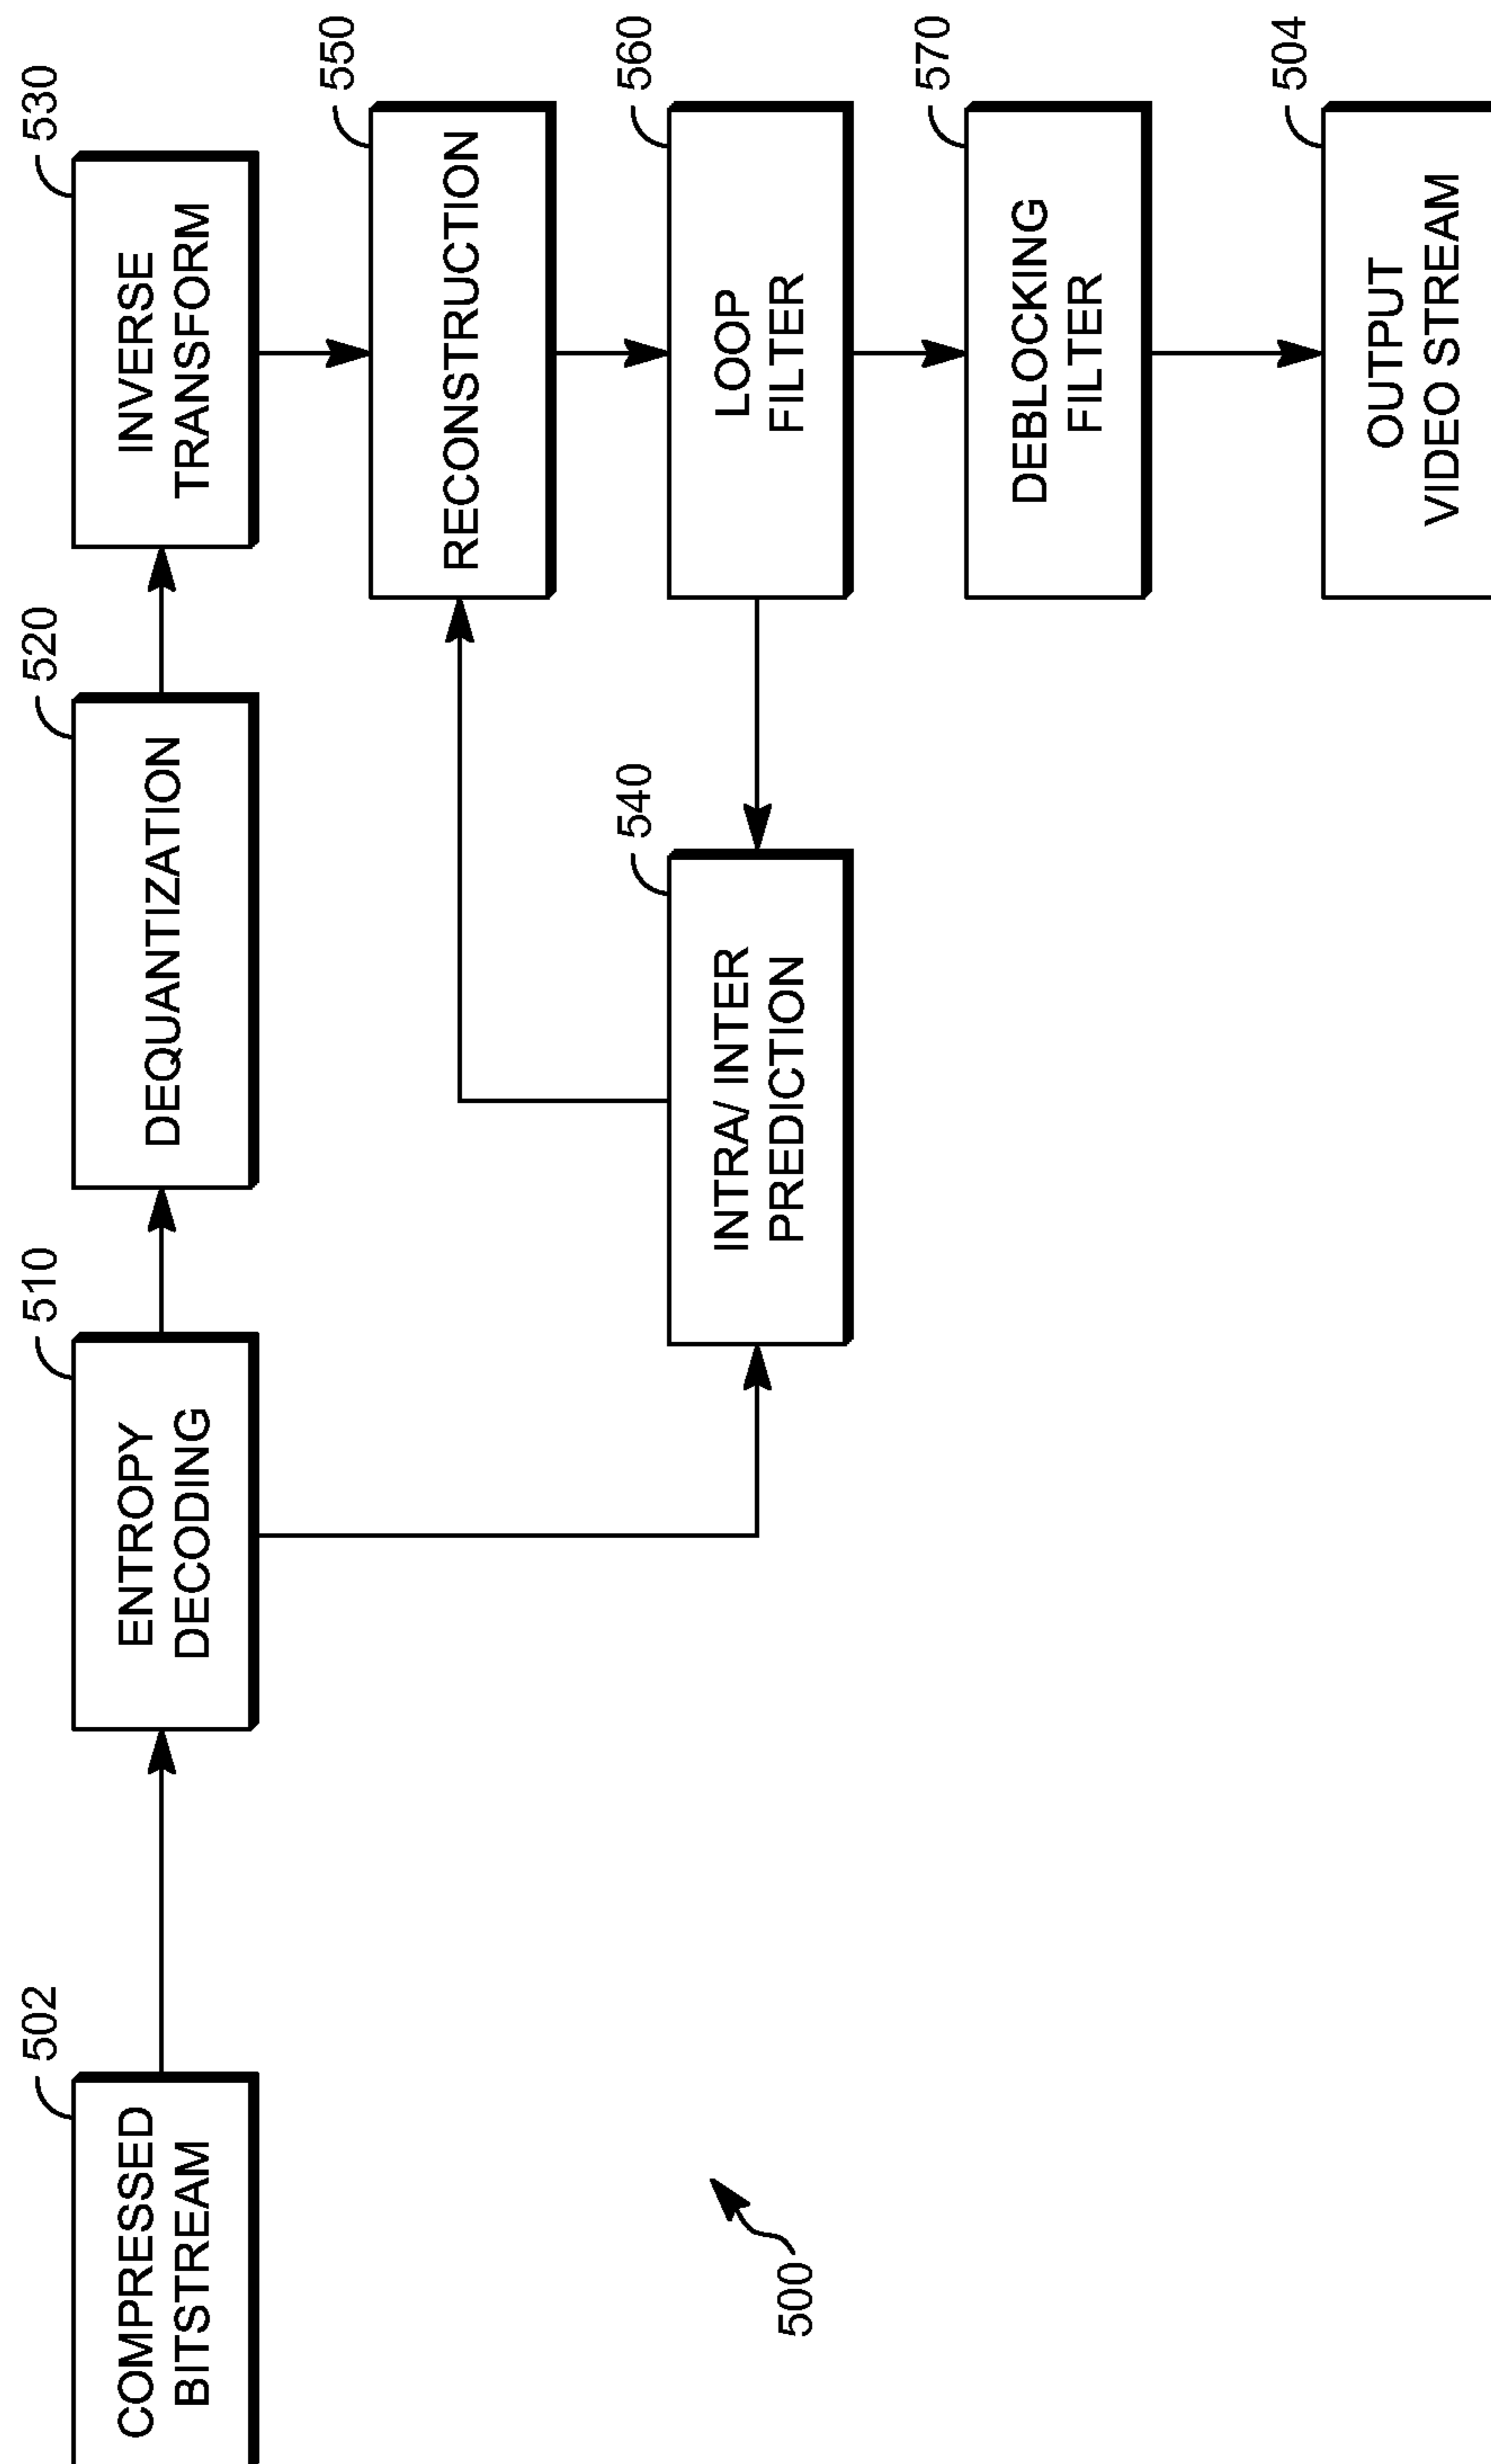 502
COMPRESSED
BITSTREAM
510
ENTROPY
DECODING
520
DEQUANTIZATION
530
INVERSE
TRANSFORM
540
INTRA/ INTER
PREDICTION
550
RECONSTRUCTION
560
LOOP
FILTER
570
DEBLOCKING
FILTER
504
OUTPUT
VIDEO STREAM
500